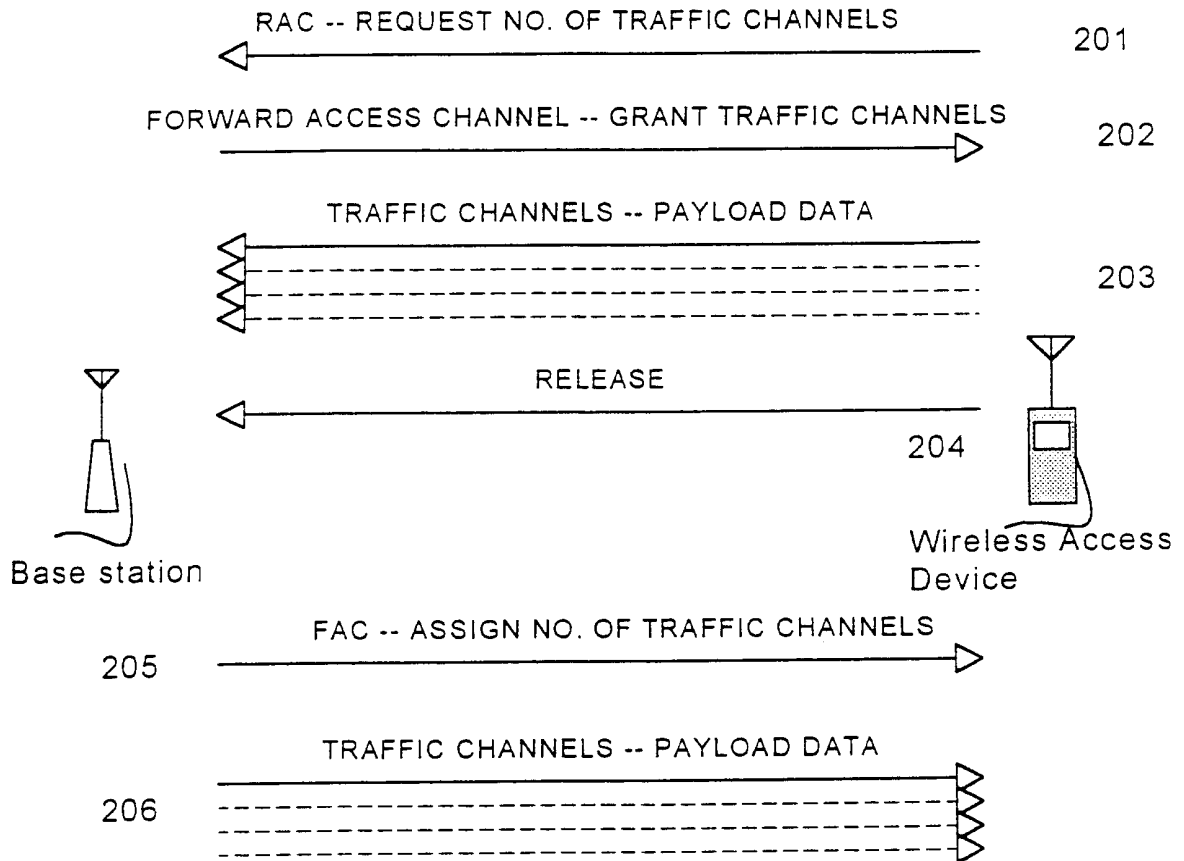 RAC -- REQUEST NO. OF TRAFFIC CHANNELS
201
FORWARD ACCESS CHANNEL -- GRANT TRAFFIC CHANNELS
202
TRAFFIC CHANNELS -- PAYLOAD DATA
203
RELEASE
204
Base station
Wireless Access
Device
FAC -- ASSIGN NO. OF TRAFFIC CHANNELS
205
TRAFFIC CHANNELS -- PAYLOAD DATA
206